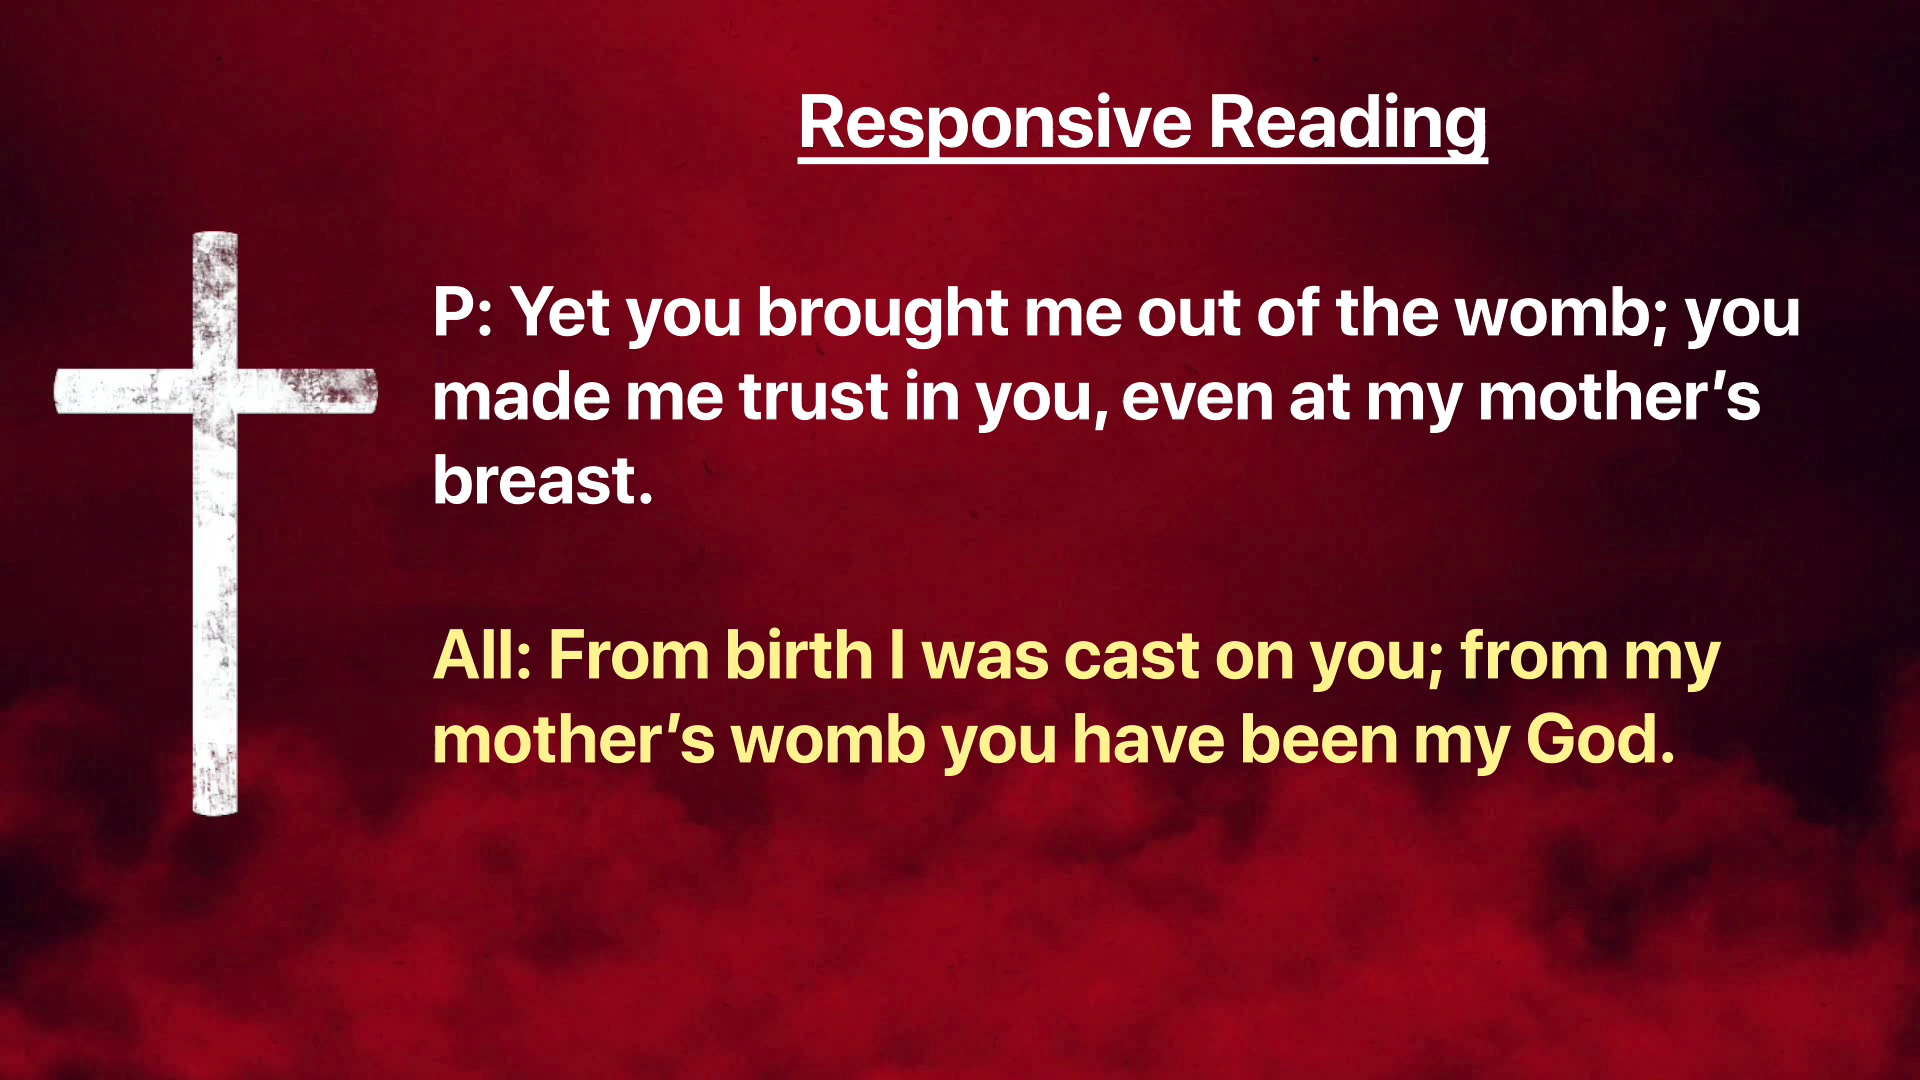 Responsive Reading
P: Yet you brought me out of the womb; you
made me trust in you, even at my mother’s
breast.
All: From birth I was cast on you; from my
mother’s womb you have been my God.